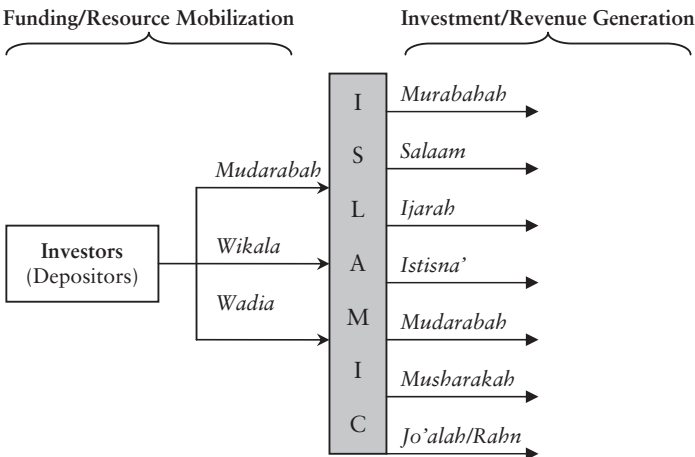 Funding/Resource Mobilization
Investment/Revenue Generation
Investors
(Depositors)
Mudarabah
Wikala
Wadia
I
S
L
A
M
I
C
Murabahah
Salaam
Ijarah
Istisna’
Mudarabah
Musharakah
Jo’alah/Rahn